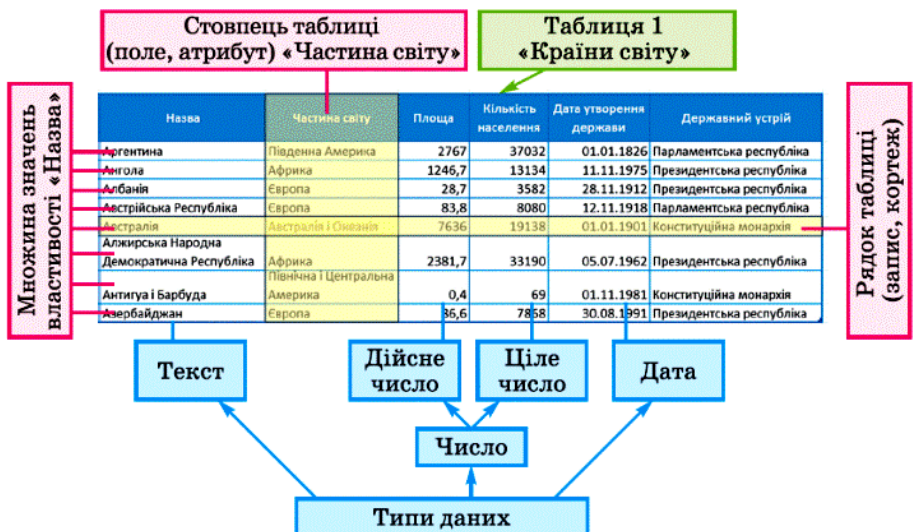 Стовпець таблиці
(поле, атрибут) «Частина світу»
Таблиця 1
«Країни світу»
Множина значень
властивості «Назва»
Назва Частина світу Площа Кількість населення Дата утворення держави Державний устрій
Аргентина Південна Америка 2767 37032 01.01.1826 Парламентська республіка
Ангола Африка 1246,7 13134 11.11.1975 Президентська республіка
Албанія Європа 28,7 3582 28.11.1912 Президентська республіка
Австрійська Республіка Європа 83,8 8080 12.11.1918 Парламентська республіка
Австралія Австралія і Океанія 7636 19138 01.01.1901 Конституційна монархія
Алжирська Народна
Демократична Республіка Африка 2381,7 33190 05.07.1962 Президентська республіка
Північна і Центральна
Антигуа і Барбуда Америка 0,4 69 01.11.1981 Конституційна монархія
Азербайджан Європа 86,6 7868 30.08.1991 Президентська республіка
Рядок таблиці
(запис, кортеж)
Текст
Дійсне
число
Ціле
число
Дата
Число
Типи даних